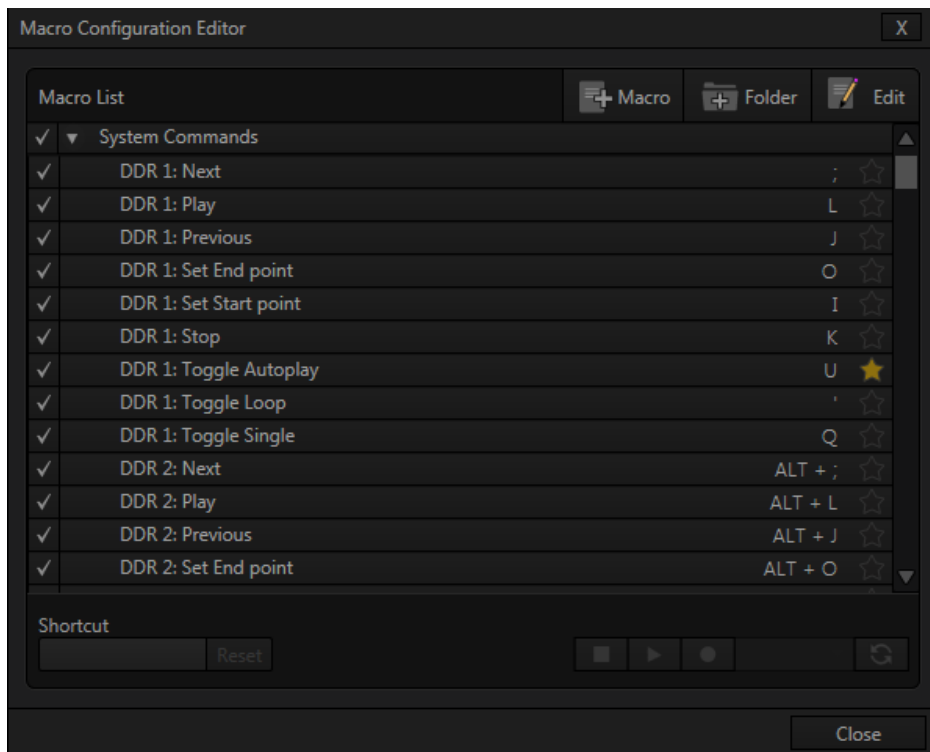 Macro Configuration Editor X
Macro List Macro Folder Edit
System Commands
DDR 1: Next ;
DDR 1: Play L
DDR 1: Previous J
DDR 1: Set End point O
DDR 1: Set Start point I
DDR 1: Stop K
DDR 1: Toggle Autoplay U
DDR 1: Toggle Loop '
DDR 1: Toggle Single Q
DDR 2: Next ALT + ;
DDR 2: Play ALT + L
DDR 2: Previous ALT + J
DDR 2: Set End point ALT + O
Shortcut
Reset
Close